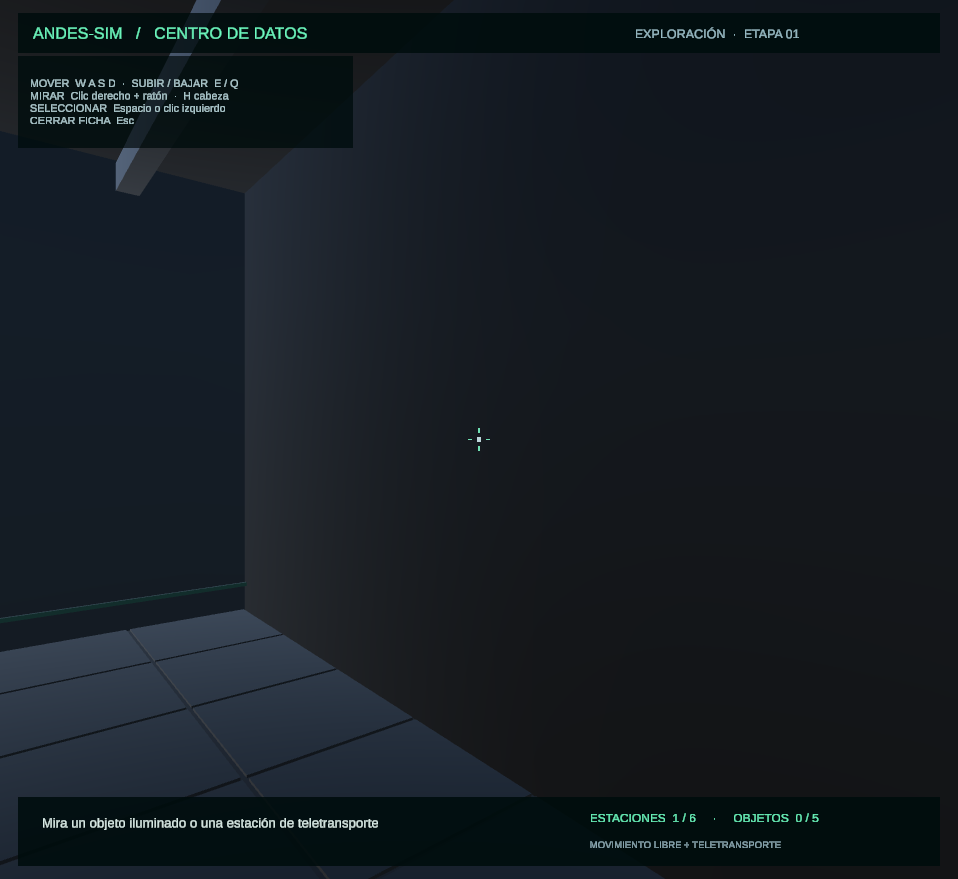 ANDES-SIM / CENTRO DE DATOS
EXPLORACIÓN · ETAPA 01
MOVER W A S D · SUBIR / BAJAR E / Q
MIRAR Clic derecho + ratón · H cabeza
SELECCIONAR Espacio o clic izquierdo
CERRAR FICHA Esc
Mira un objeto iluminado o una estación de teletransporte
ESTACIONES 1 / 6 · OBJETOS 0 / 5
MOVIMIENTO LIBRE + TELETRANSPORTE